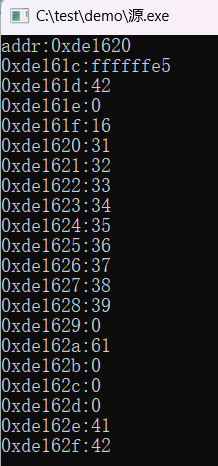 C:\test\demo\源.exe
addr:0xde1620
0xde161c:ffffffe5
0xde161d:42
0xde161e:0
0xde161f:16
0xde1620:31
0xde1621:32
0xde1622:33
0xde1623:34
0xde1624:35
0xde1625:36
0xde1626:37
0xde1627:38
0xde1628:39
0xde1629:0
0xde162a:61
0xde162b:0
0xde162c:0
0xde162d:0
0xde162e:41
0xde162f:42